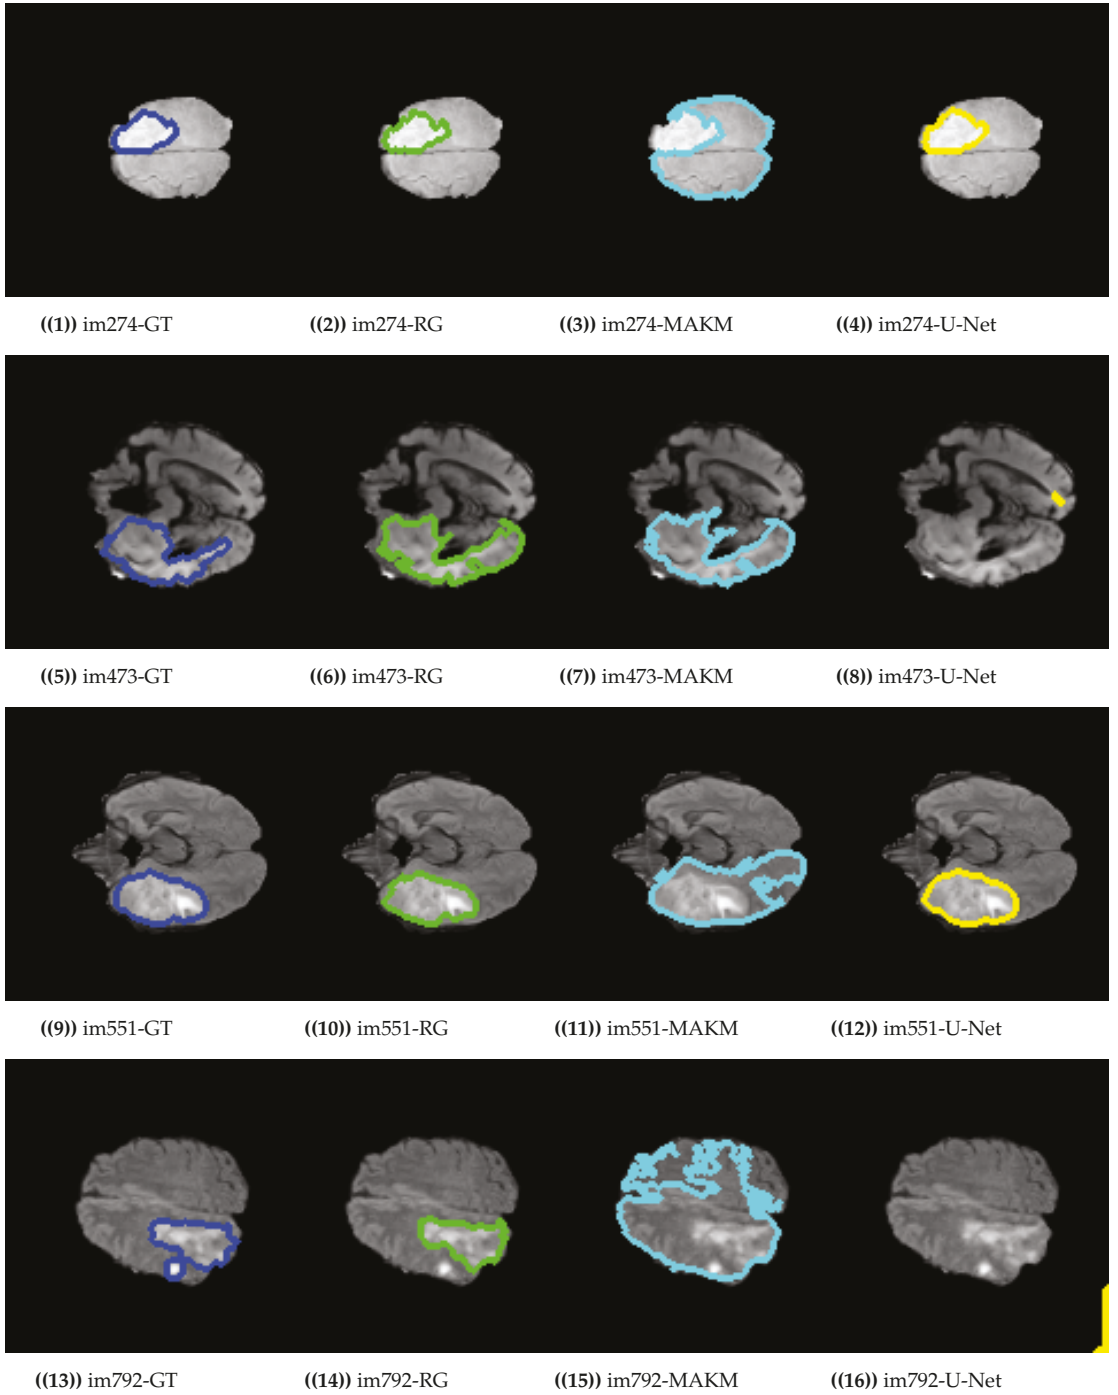 ((1)) im274-GT
((2)) im274-RG
((3)) im274-MAKM
((4)) im274-U-Net
((5)) im473-GT
((6)) im473-RG
((7)) im473-MAKM
((8)) im473-U-Net
((9)) im551-GT
((10)) im551-RG
((11)) im551-MAKM
((12)) im551-U-Net
((13)) im792-GT
((14)) im792-RG
((15)) im792-MAKM
((16)) im792-U-Net